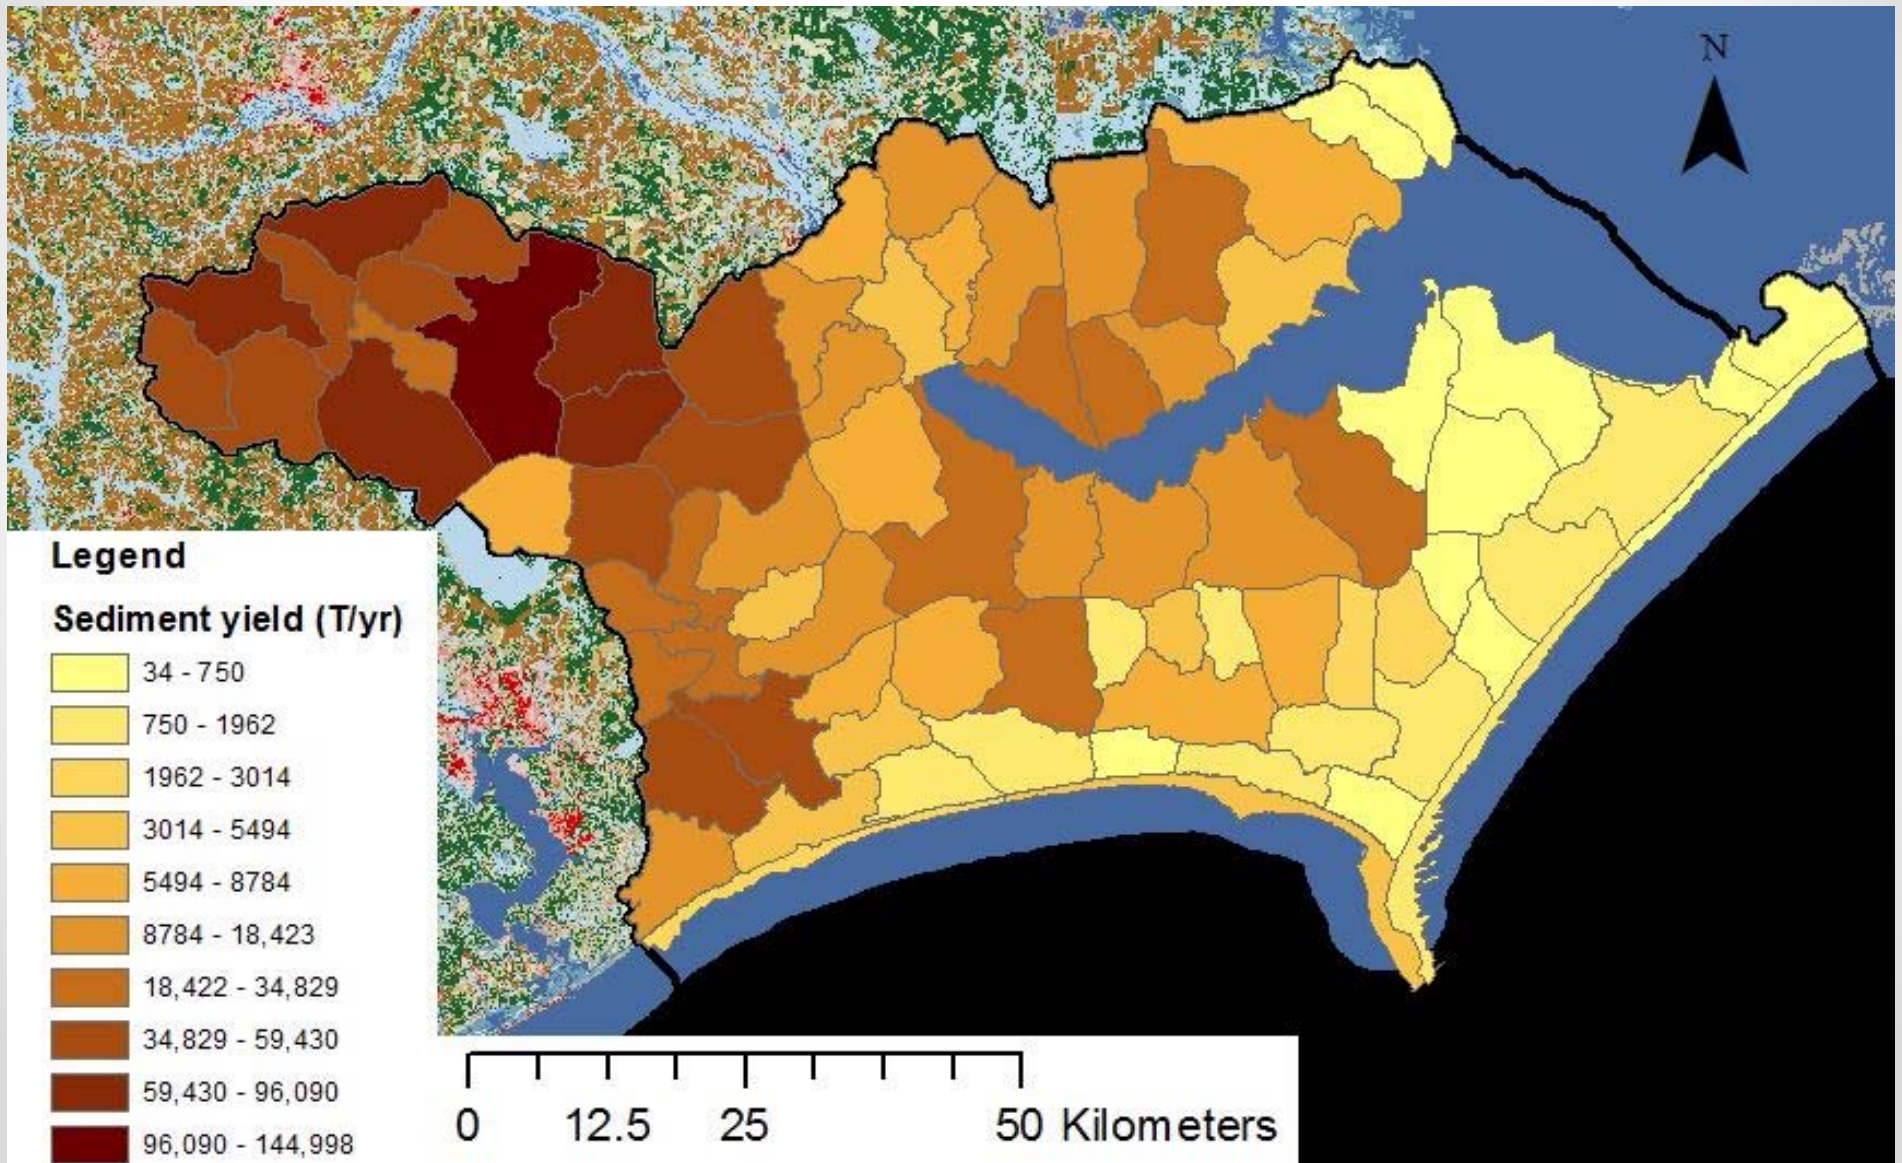 N
Legend
Sediment yield (T/yr)
34 - 750
750 - 1962
1962 - 3014
3014 - 5494
5494 - 8784
8784 - 18,423
18,422 - 34,829
34,829 - 59,430
59,430 - 96,090
96,090 - 144,998
0 12.5 25 50 Kilometers